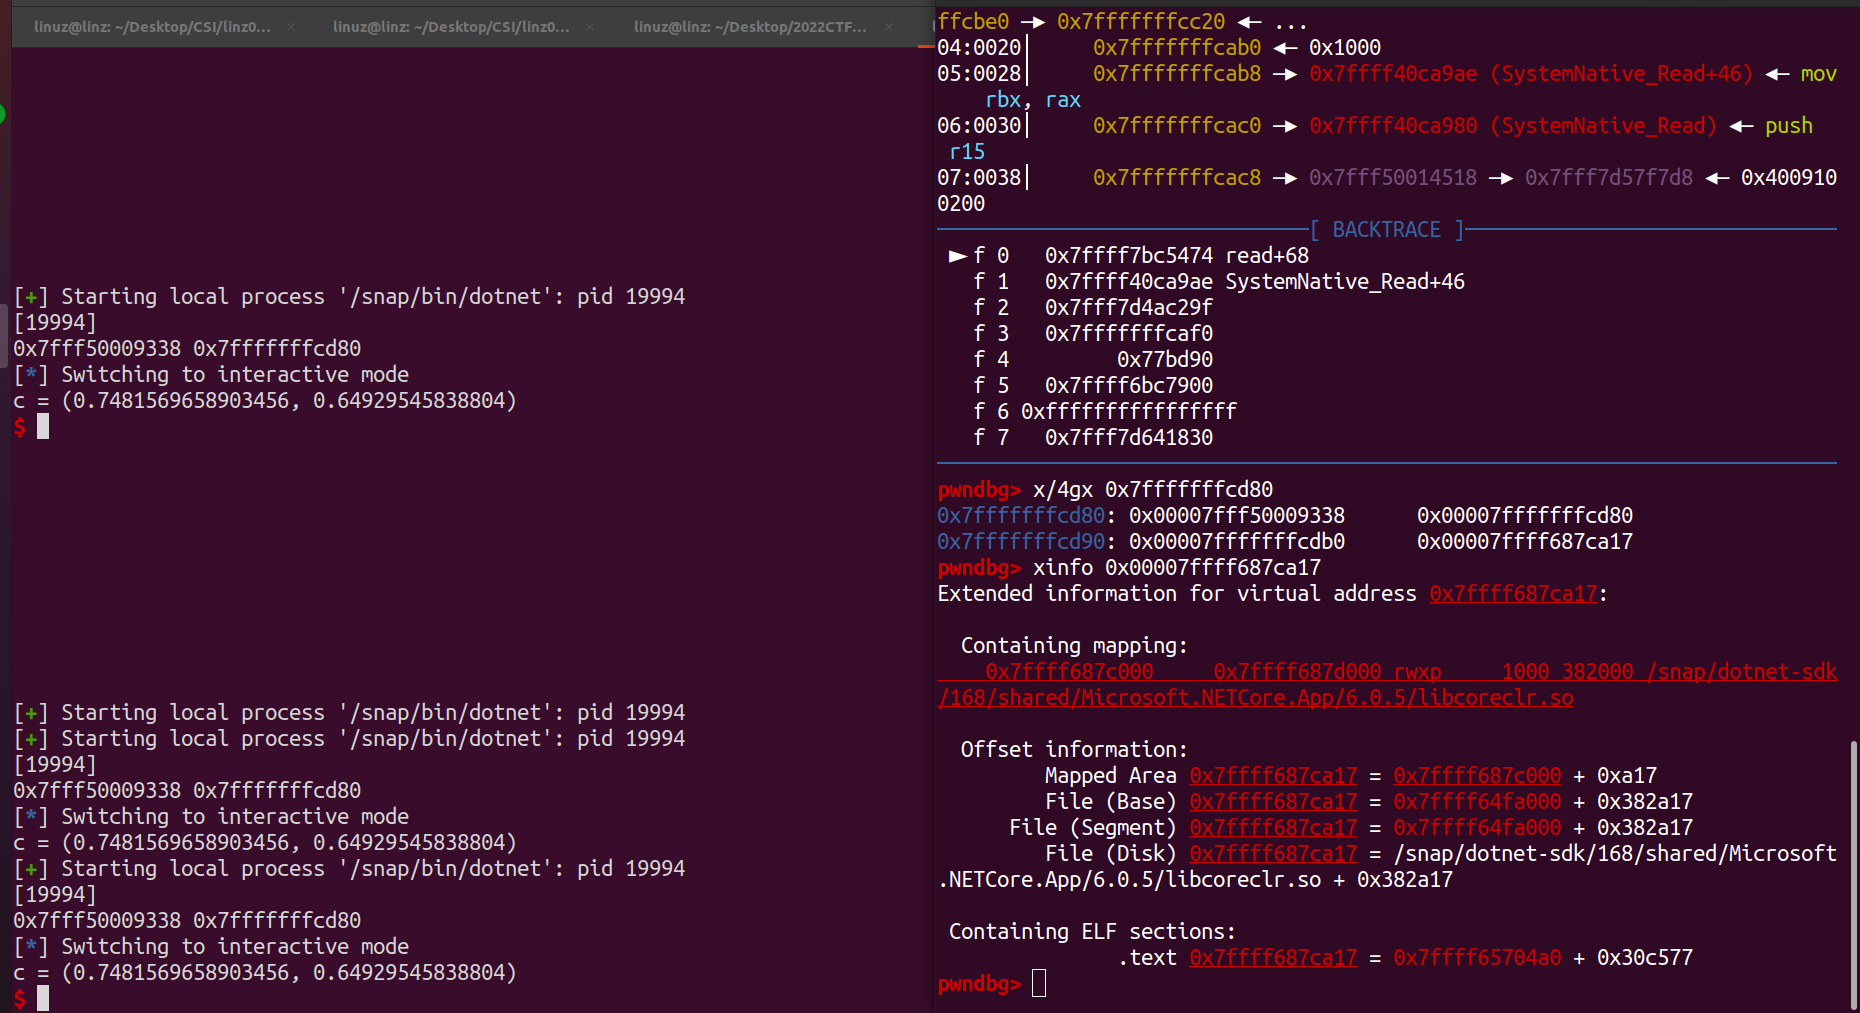 linuz@linz: ~/Desktop/CSI/linz0... ×
linuz@linz: ~/Desktop/CSI/linz0... ×
linuz@linz: ~/Desktop/2022CTF... ×
[+] Starting local process '/snap/bin/dotnet': pid 19994
[19994]
0x7fff50009338 0x7fffffffcd80
[*] Switching to interactive mode
c = (0.7481569658903456, 0.64929545838804)
$
[+] Starting local process '/snap/bin/dotnet': pid 19994
[+] Starting local process '/snap/bin/dotnet': pid 19994
[19994]
0x7fff50009338 0x7fffffffcd80
[*] Switching to interactive mode
c = (0.7481569658903456, 0.64929545838804)
[+] Starting local process '/snap/bin/dotnet': pid 19994
[19994]
0x7fff50009338 0x7fffffffcd80
[*] Switching to interactive mode
c = (0.7481569658903456, 0.64929545838804)
$
ffcbe0 —▸ 0x7fffffffcc20 ◂— ...
04:0020│ 0x7fffffffcab0 ◂— 0x1000
05:0028│ 0x7fffffffcab8 —▸ 0x7ffff40ca9ae (SystemNative_Read+46) ◂— mov
rbx, rax
06:0030│ 0x7fffffffcac0 —▸ 0x7ffff40ca980 (SystemNative_Read) ◂— push
r15
07:0038│ 0x7fffffffcac8 —▸ 0x7fff50014518 —▸ 0x7fff7d57f7d8 ◂— 0x400910
0200
[ BACKTRACE ]
► f 0 0x7ffff7bc5474 read+68
f 1 0x7ffff40ca9ae SystemNative_Read+46
f 2 0x7fff7d4ac29f
f 3 0x7fffffffcaf0
f 4 0x77bd90
f 5 0x7ffff6bc7900
f 6 0xffffffffffffffff
f 7 0x7fff7d641830
pwndbg> x/4gx 0x7fffffffcd80
0x7fffffffcd80: 0x00007fff50009338 0x00007fffffffcd80
0x7fffffffcd90: 0x00007fffffffcdb0 0x00007ffff687ca17
pwndbg> xinfo 0x00007ffff687ca17
Extended information for virtual address 0x7ffff687ca17:
Containing mapping:
0x7ffff687c000 0x7ffff687d000 rwxp 1000 382000 /snap/dotnet-sdk
/168/shared/Microsoft.NETCore.App/6.0.5/libcoreclr.so
Offset information:
Mapped Area 0x7ffff687ca17 = 0x7ffff687c000 + 0xa17
File (Base) 0x7ffff687ca17 = 0x7ffff64fa000 + 0x382a17
File (Segment) 0x7ffff687ca17 = 0x7ffff64fa000 + 0x382a17
File (Disk) 0x7ffff687ca17 = /snap/dotnet-sdk/168/shared/Microsoft
.NETCore.App/6.0.5/libcoreclr.so + 0x382a17
Containing ELF sections:
.text 0x7ffff687ca17 = 0x7ffff65704a0 + 0x30c577
pwndbg>